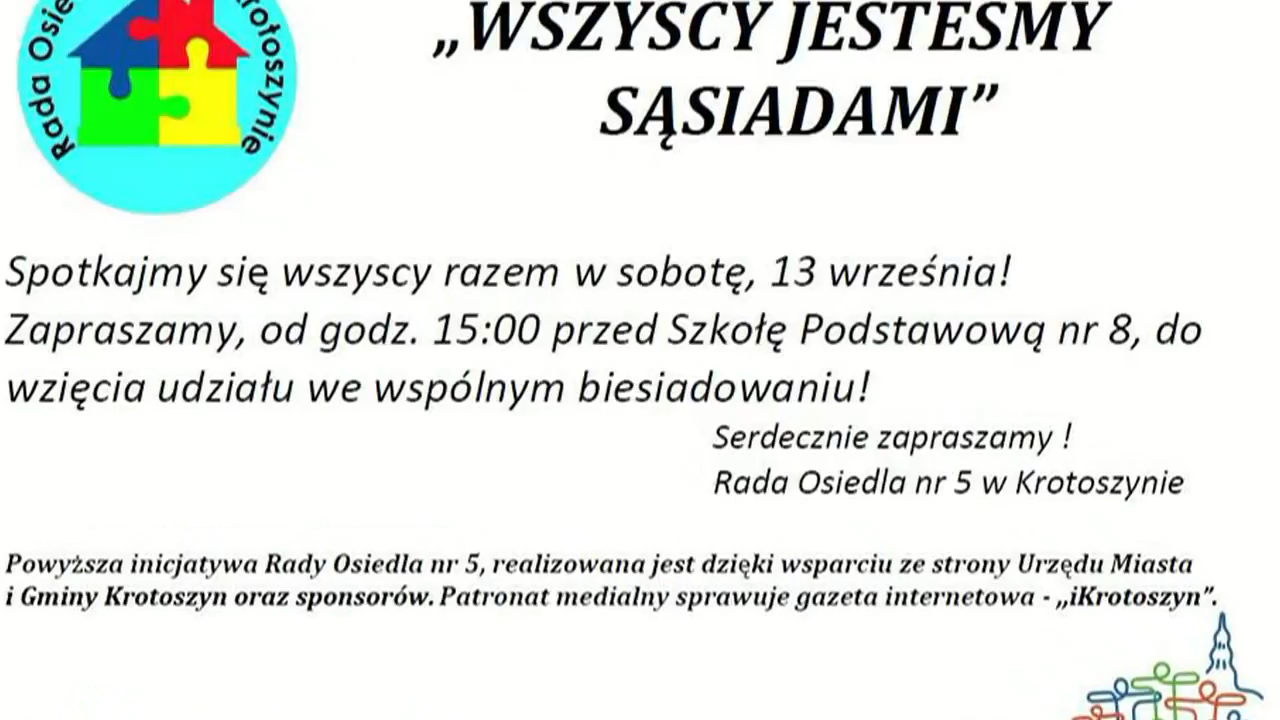 Rada Osie
rotoszynie
„WSZYSCY JESTESMY
SĄSIADAMI”
Spotkajmy się wszyscy razem w sobotę, 13 września!
Zapraszamy, od godz. 15:00 przed Szkołę Podstawową nr 8, do
wzięcia udziału we wspólnym biesiadowaniu!
Serdecznie zapraszamy !
Rada Osiedla nr 5 w Krotoszynie
Powyższa inicjatywa Rady Osiedla nr 5, realizowana jest dzięki wsparciu ze strony Urzędu Miasta
i Gminy Krotoszyn oraz sponsorów. Patronat medialny sprawuje gazeta internetowa - „iKrotoszyn”.